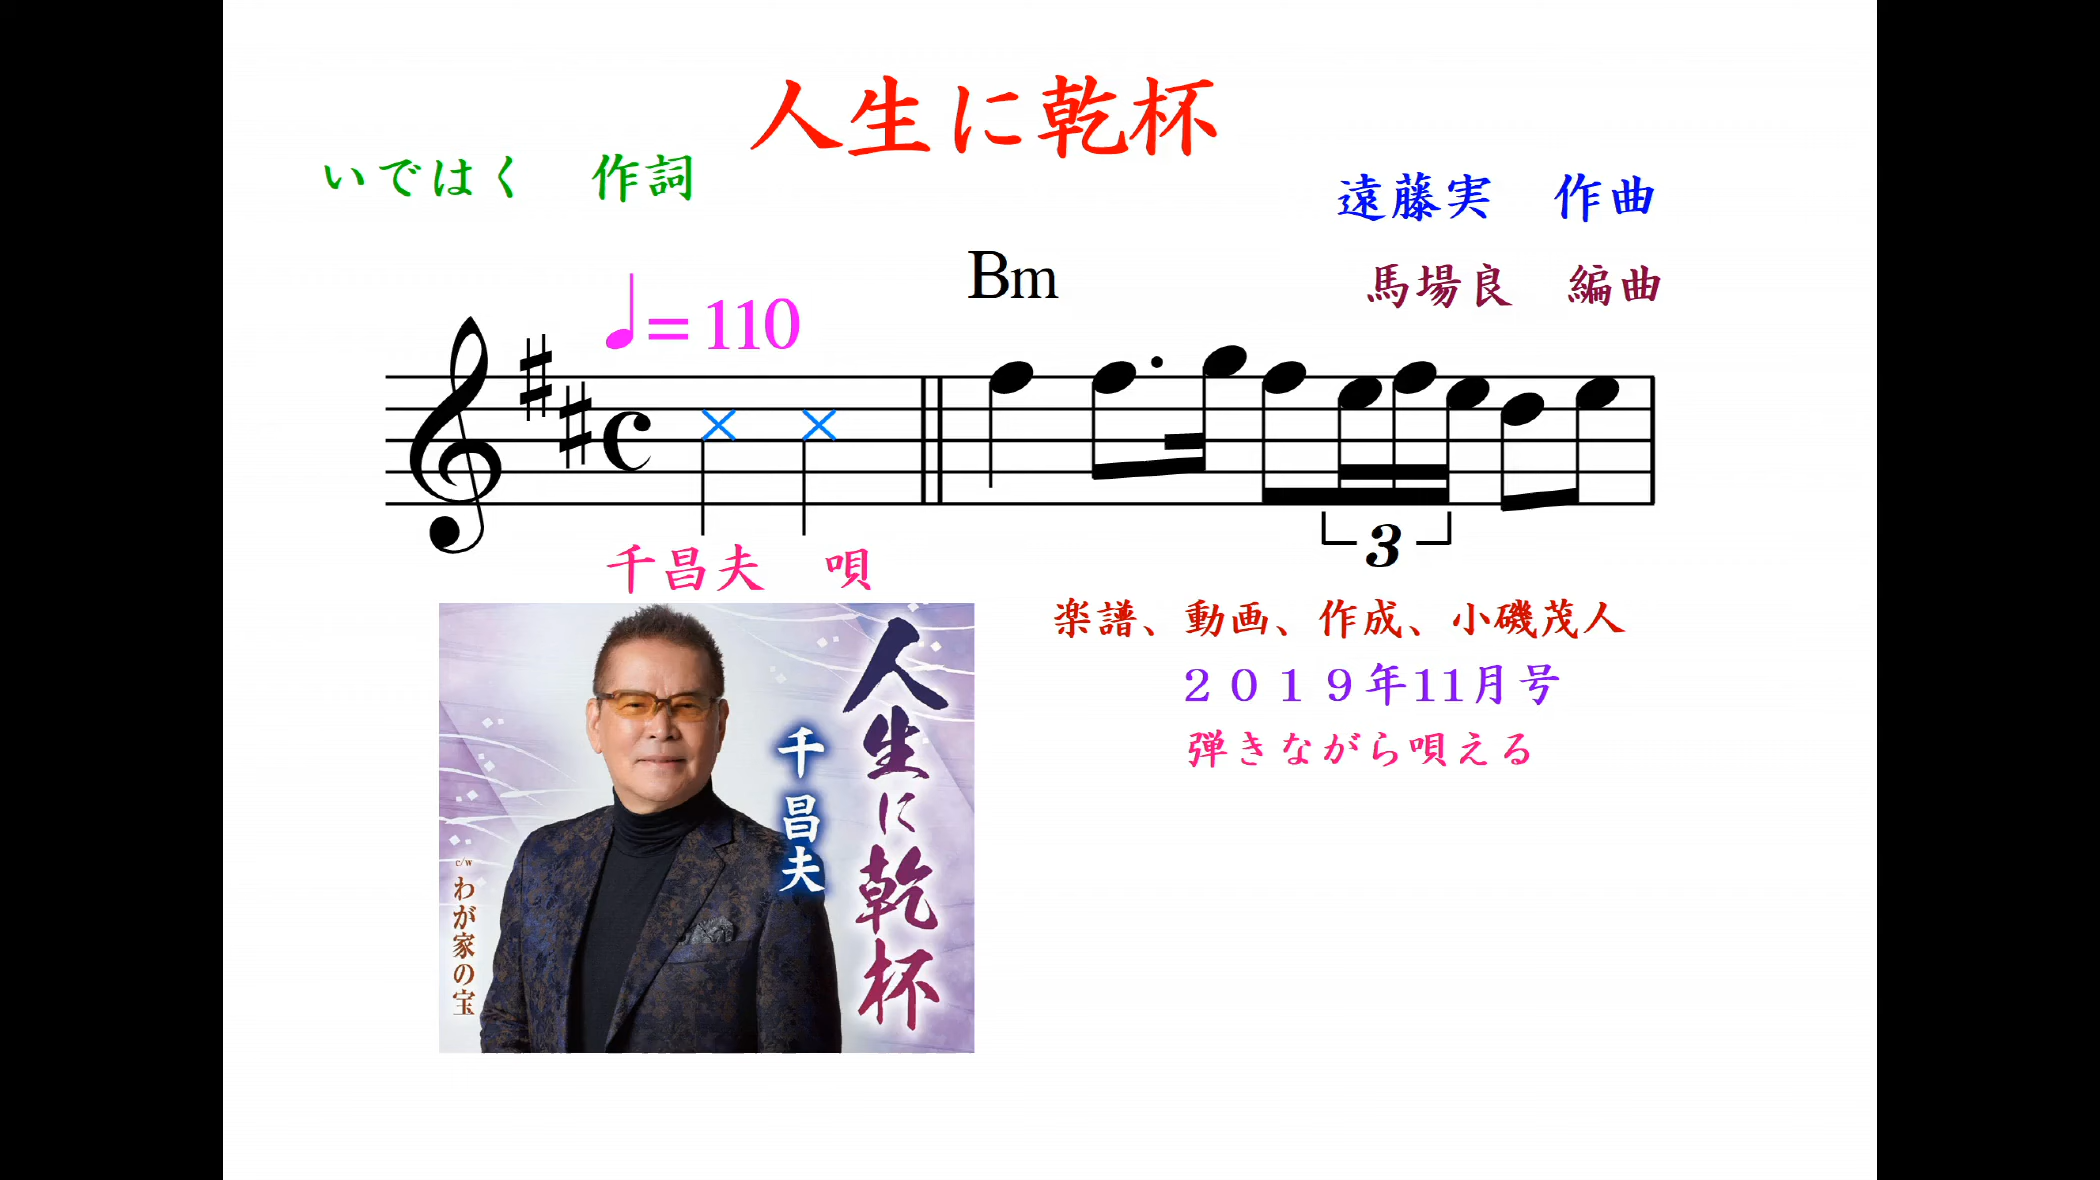 人生に乾杯
いではく　作詞
遠藤実　作曲
馬場良　編曲
= 110
Bm
3
千昌夫　唄
楽譜、動画、作成、小磯茂人
２０１９年11月号
弾きながら唄える
人生に乾杯
千昌夫
c/w わが家の宝